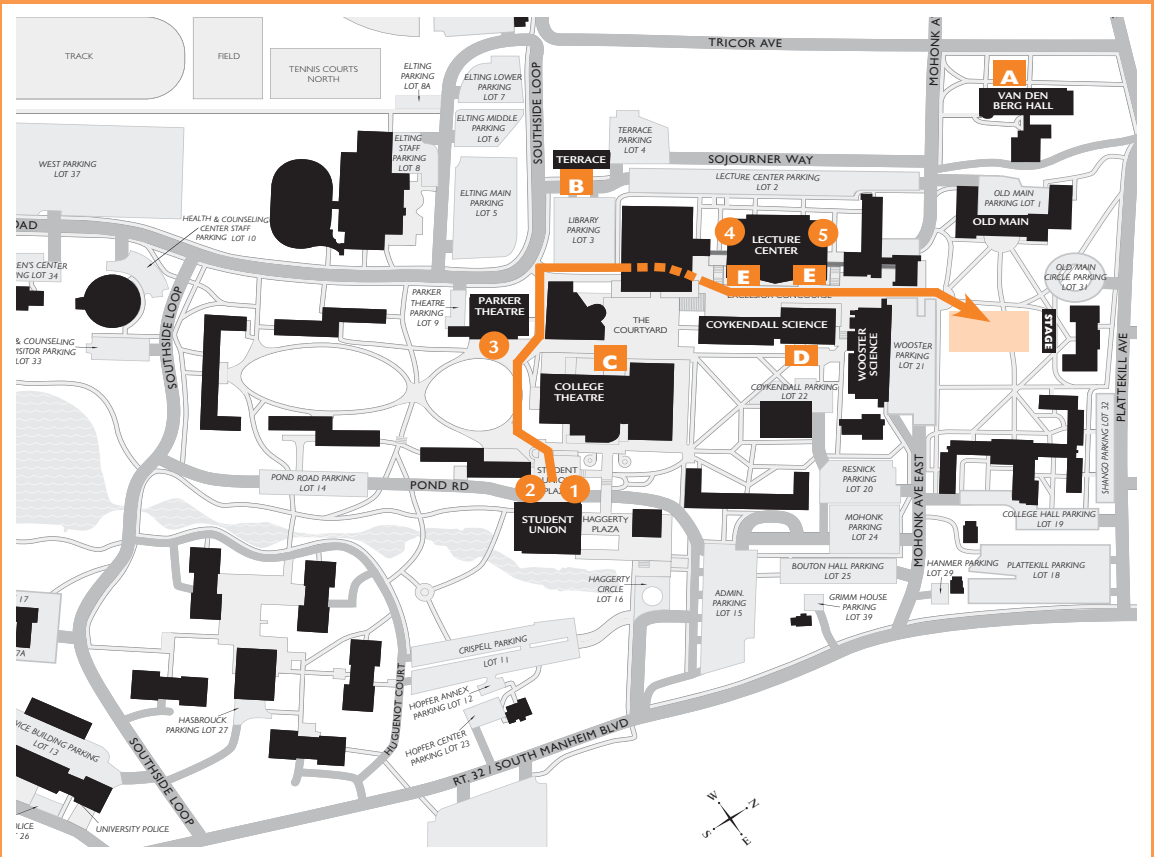 TRICOR AVE
MOHONK A
TRACK
FIELD
TENNIS COURTS
NORTH
ELTING
PARKING
LOT 8A
ELTING LOWER
PARKING
LOT 7
SOUTHSIDE LOOP
A
VAN DEN
BERG HALL
ELTING MIDDLE
PARKING
LOT 6
ELTING
STAFF
PARKING
LOT 8
TERRACE
PARKING
LOT 4
TERRACE
SOJOURNER WAY
WEST PARKING
LOT 37
B
LECTURE CENTER PARKING
LOT 2
ELTING MAIN
PARKING
LOT 5
OLD MAIN
PARKING LOT 1
OLD MAIN
HEALTH & COUNSELING
CENTER STAFF
PARKING LOT 10
LIBRARY
PARKING
LOT 3
4
5
LECTURE
CENTER
OAD
EN'S CENTER
NG LOT 34
E
E
OLD MAIN
CIRCLE PARKING
LOT 31
EXCELSIOR CONCOURSE
PARKER
THEATRE
PARKING
LOT 9
PARKER
THEATRE
THE
COURTYARD
COYKENDALL SCIENCE
STAGE
SOUTHSIDE LOOP
3
& COUNSELING
ISITOR PARKING
LOT 33
C
D
WOOSTER
SCIENCE
WOOSTER
PARKING
LOT 21
PLATTEKILL AVE
COLLEGE
THEATRE
COYKENDALL PARKING
LOT 22
SHANGO PARKING LOT 32
POND ROAD PARKING
LOT 14
POND RD
STUDENT
UNION
PLAZA
2
1
RESNICK
PARKING
LOT 20
MOHONK AVE EAST
STUDENT
UNION
HAGGERTY
PLAZA
MOHONK
PARKING
LOT 24
COLLEGE HALL PARKING
LOT 19
HAGGERTY
CIRCLE
LOT 16
BOUTON HALL PARKING
LOT 25
HANMER PARKING
LOT 29
PLATTEKILL PARKING
LOT 18
ADMIN.
PARKING
LOT 15
GRIMM HOUSE
PARKING
LOT 39
17
7A
CRISPELL PARKING
LOT 11
HUGUENOT COURT
HOPFER ANNEX
PARKING LOT 12
HASBROUCK
PARKING LOT 27
HOPFER CENTER
PARKING LOT 23
VICE BUILDING PARKING
LOT 13
SOUTHSIDE LOOP
RT. 32 / SOUTH MANHEIM BLVD
OLICE
T 26
UNIVERSITY POLICE
W
N
S
E